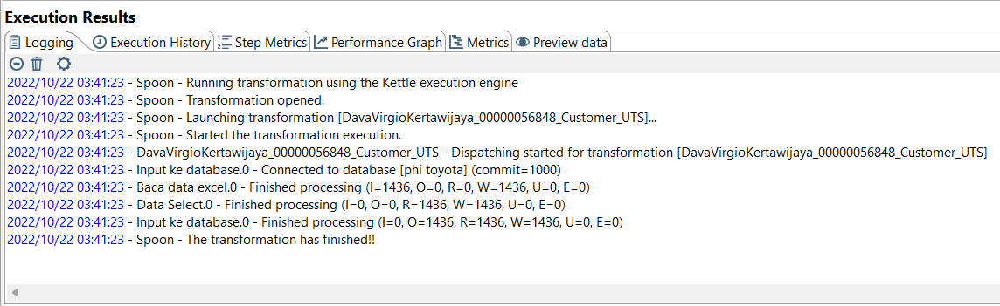 Execution Results
Logging Execution History Step Metrics Performance Graph Metrics Preview data
2022/10/22 03:41:23 - Spoon - Running transformation using the Kettle execution engine
2022/10/22 03:41:23 - Spoon - Transformation opened.
2022/10/22 03:41:23 - Spoon - Launching transformation [DavaVirgioKertawijaya_00000056848_Customer_UTS]...
2022/10/22 03:41:23 - Spoon - Started the transformation execution.
2022/10/22 03:41:23 - DavaVirgioKertawijaya_00000056848_Customer_UTS - Dispatching started for transformation [DavaVirgioKertawijaya_00000056848_Customer_UTS]
2022/10/22 03:41:23 - Input ke database.0 - Connected to database [phi toyota] (commit=1000)
2022/10/22 03:41:23 - Baca data excel.0 - Finished processing (I=1436, O=0, R=0, W=1436, U=0, E=0)
2022/10/22 03:41:23 - Data Select.0 - Finished processing (I=0, O=0, R=1436, W=1436, U=0, E=0)
2022/10/22 03:41:23 - Input ke database.0 - Finished processing (I=0, O=1436, R=1436, W=1436, U=0, E=0)
2022/10/22 03:41:23 - Spoon - The transformation has finished!!